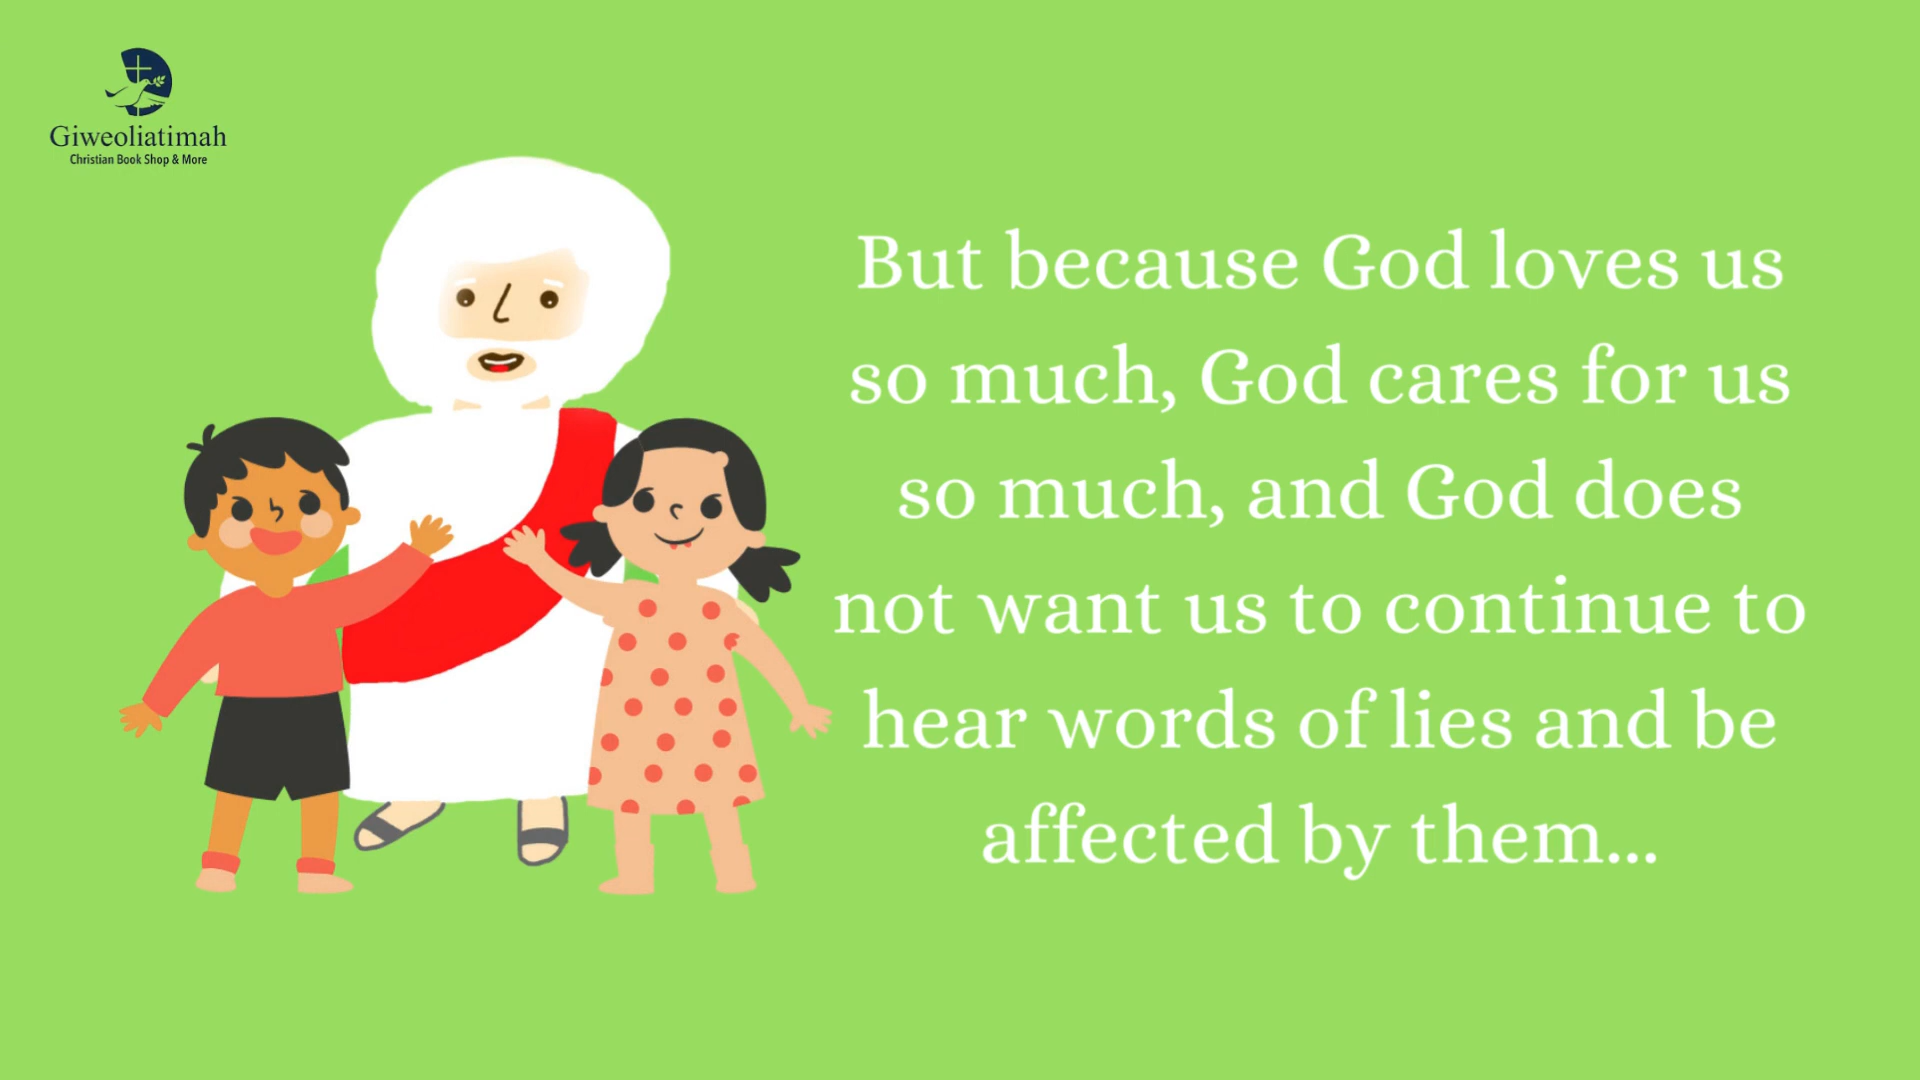 Giweoliatimah
Christian Book Shop & More
But because God loves us
so much, God cares for us
so much, and God does
not want us to continue to
hear words of lies and be
affected by them...